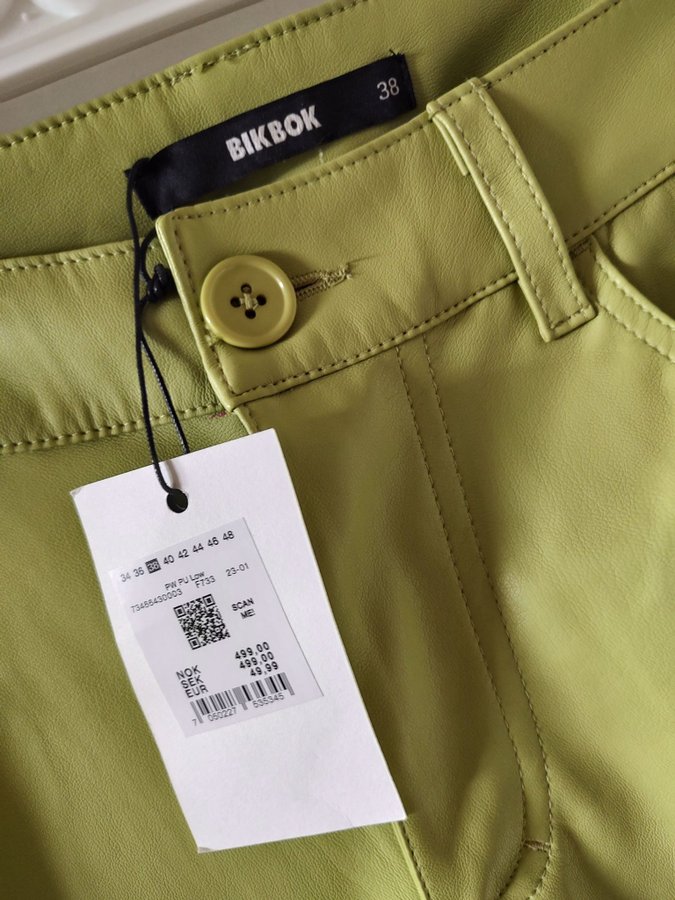 BIKBOK
38
34 36 38 40 42 44 46 48
PW PU Low
73486430003 F733 23-01
SCAN
ME!
NOK 499,00
SEK 499,00
EUR 49,99
7 050227 535345